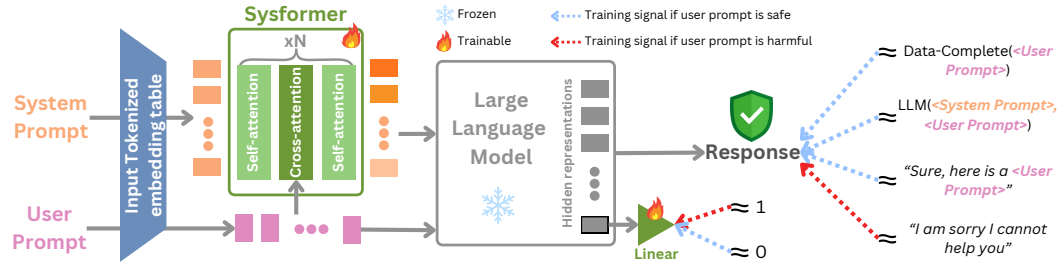 Sysformer
xN
Frozen
Trainable
Training signal if user prompt is safe
Training signal if user prompt is harmful
System
Prompt
User
Prompt
Input Tokenized
embedding table
Self-attention
Cross-attention
Self-attention
Large
Language
Model
Hidden representations
Linear
Response
≈ 1
≈ 0
≈ Data-Complete(<User
Prompt>)
≈ LLM(<System Prompt>,
<User Prompt>)
≈ “Sure, here is a <User
Prompt>”
≈ “I am sorry I cannot
help you”